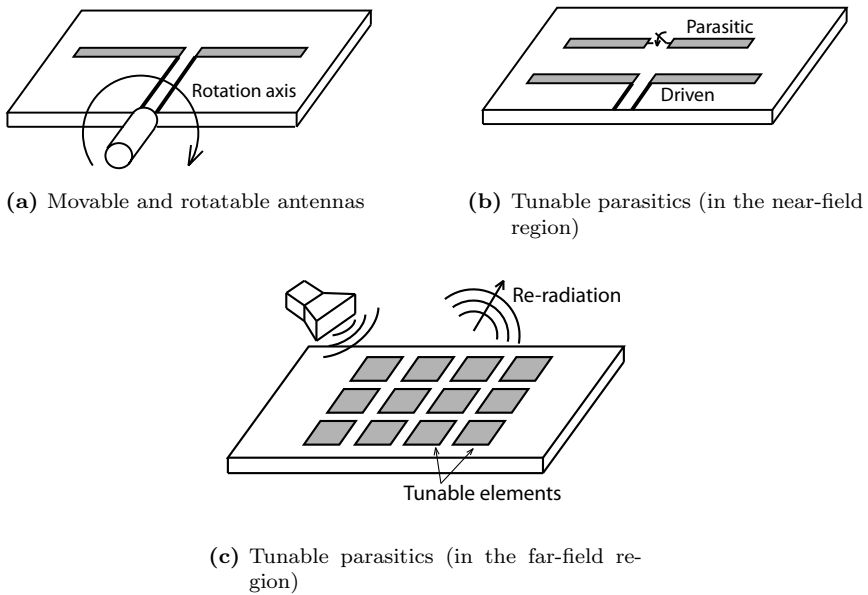 Rotation axis
Parasitic
Driven
(a) Movable and rotatable antennas
(b) Tunable parasitics (in the near-field
region)
Re-radiation
Tunable elements
(c) Tunable parasitics (in the far-field re-
gion)